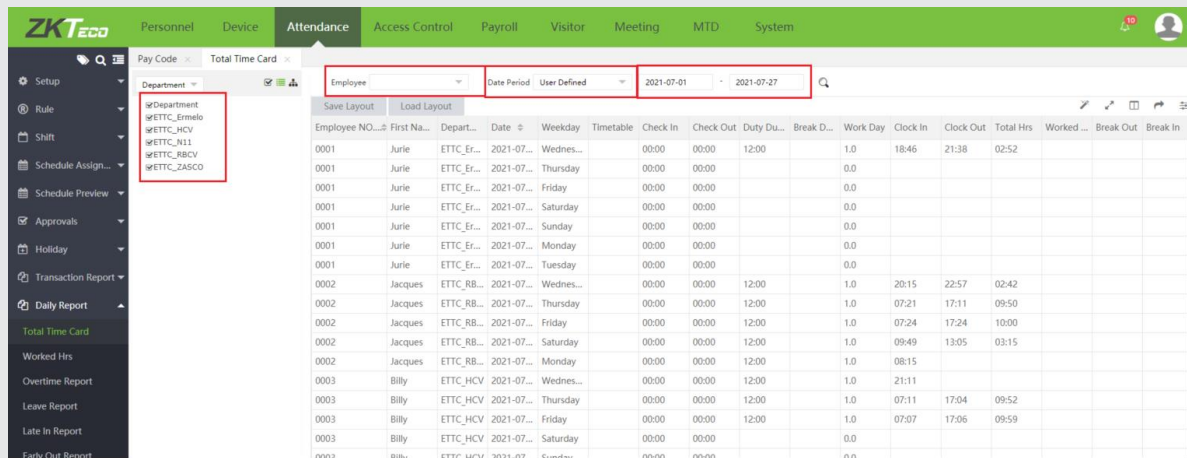 ZKTeco Personnel Device Attendance Access Control Payroll Visitor Meeting MTD System 10
Pay Code Total Time Card
Setup
Rule
Shift
Schedule Assign...
Schedule Preview
Approvals
Holiday
Transaction Report
Daily Report
Total Time Card
Worked Hrs
Overtime Report
Leave Report
Late In Report
Early Out Report
Department
Department
ETTC_Ermelo
ETTC_HCV
ETTC_N11
ETTC_RBCV
ETTC_ZASCO
Employee Date Period User Defined 2021-07-01 - 2021-07-27
Save Layout Load Layout
Employee NO.... First Na... Depart... Date Weekday Timetable Check In Check Out Duty Du... Break D... Work Day Clock In Clock Out Total Hrs Worked ... Break Out Break In
0001 Jurie ETTC_Er... 2021-07... Wednes... 00:00 00:00 12:00 1.0 18:46 21:38 02:52
0001 Jurie ETTC_Er... 2021-07... Thursday 00:00 00:00 0.0
0001 Jurie ETTC_Er... 2021-07... Friday 00:00 00:00 0.0
0001 Jurie ETTC_Er... 2021-07... Saturday 00:00 00:00 0.0
0001 Jurie ETTC_Er... 2021-07... Sunday 00:00 00:00 0.0
0001 Jurie ETTC_Er... 2021-07... Monday 00:00 00:00 0.0
0001 Jurie ETTC_Er... 2021-07... Tuesday 00:00 00:00 0.0
0002 Jacques ETTC_RB... 2021-07... Wednes... 00:00 00:00 12:00 1.0 20:15 22:57 02:42
0002 Jacques ETTC_RB... 2021-07... Thursday 00:00 00:00 12:00 1.0 07:21 17:11 09:50
0002 Jacques ETTC_RB... 2021-07... Friday 00:00 00:00 12:00 1.0 07:24 17:24 10:00
0002 Jacques ETTC_RB... 2021-07... Saturday 00:00 00:00 12:00 1.0 09:49 13:05 03:15
0002 Jacques ETTC_RB... 2021-07... Monday 00:00 00:00 12:00 1.0 08:15
0003 Billy ETTC_HCV 2021-07... Wednes... 00:00 00:00 12:00 1.0 21:11
0003 Billy ETTC_HCV 2021-07... Thursday 00:00 00:00 12:00 1.0 07:11 17:04 09:52
0003 Billy ETTC_HCV 2021-07... Friday 00:00 00:00 12:00 1.0 07:07 17:06 09:59
0003 Billy ETTC_HCV 2021-07... Saturday 00:00 00:00 0.0
0003 Billy ETTC_HCV 2021-07... Sunday 00:00 00:00 0.0